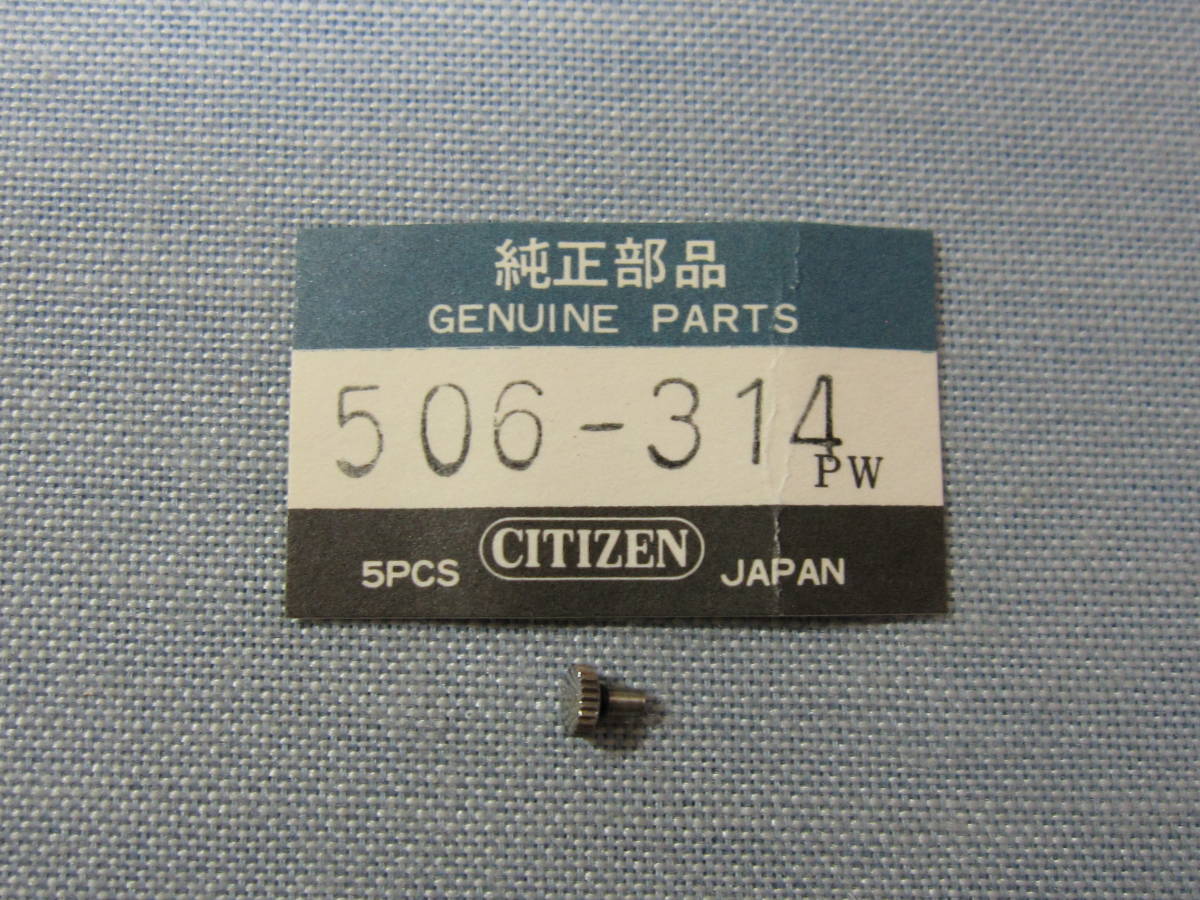 純正部品
GENUINE PARTS
506-314
PW
5PCS CITIZEN JAPAN